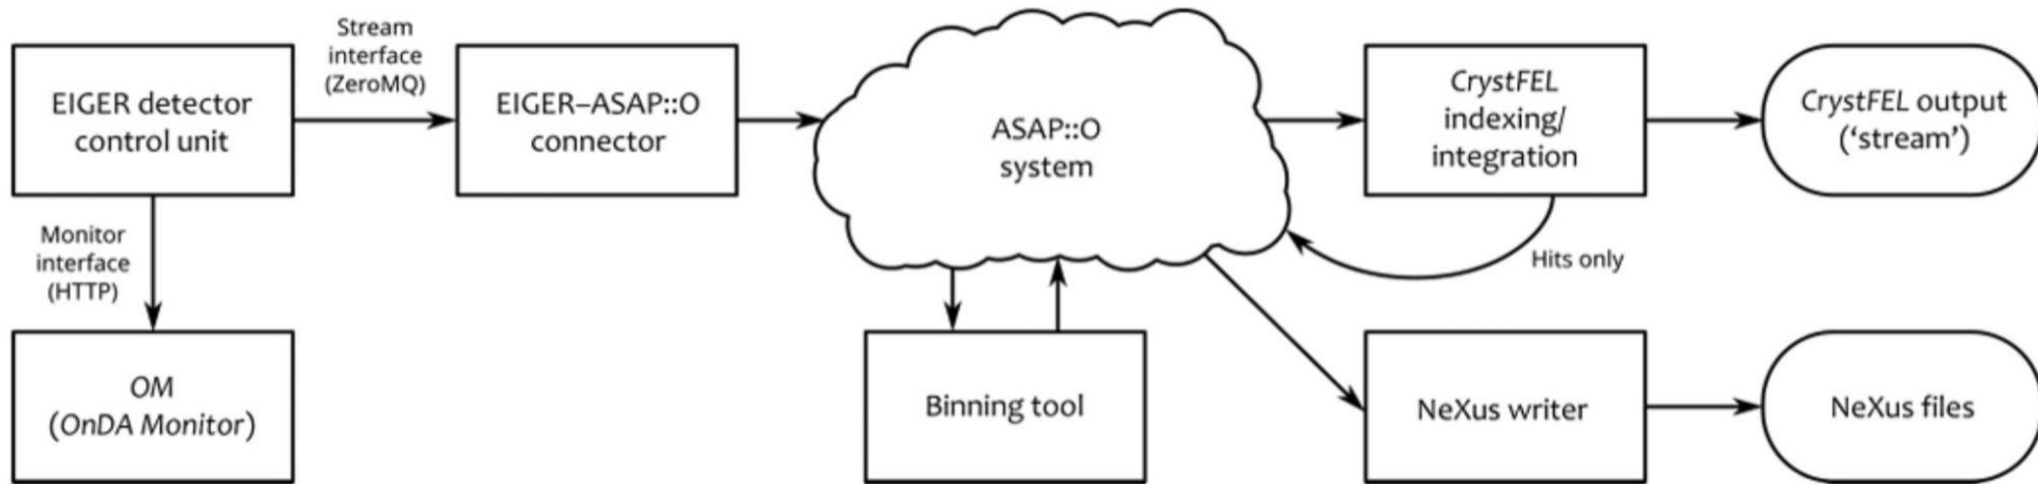 Stream
interface
(ZeroMQ)
EIGER detector
control unit
EIGER–ASAP::O
connector
ASAP::O
system
CrystFEL
indexing/
integration
CrystFEL output
(‘stream’)
Monitor
interface
(HTTP)
Hits only
OM
(OnDA Monitor)
Binning tool
NeXus writer
NeXus files